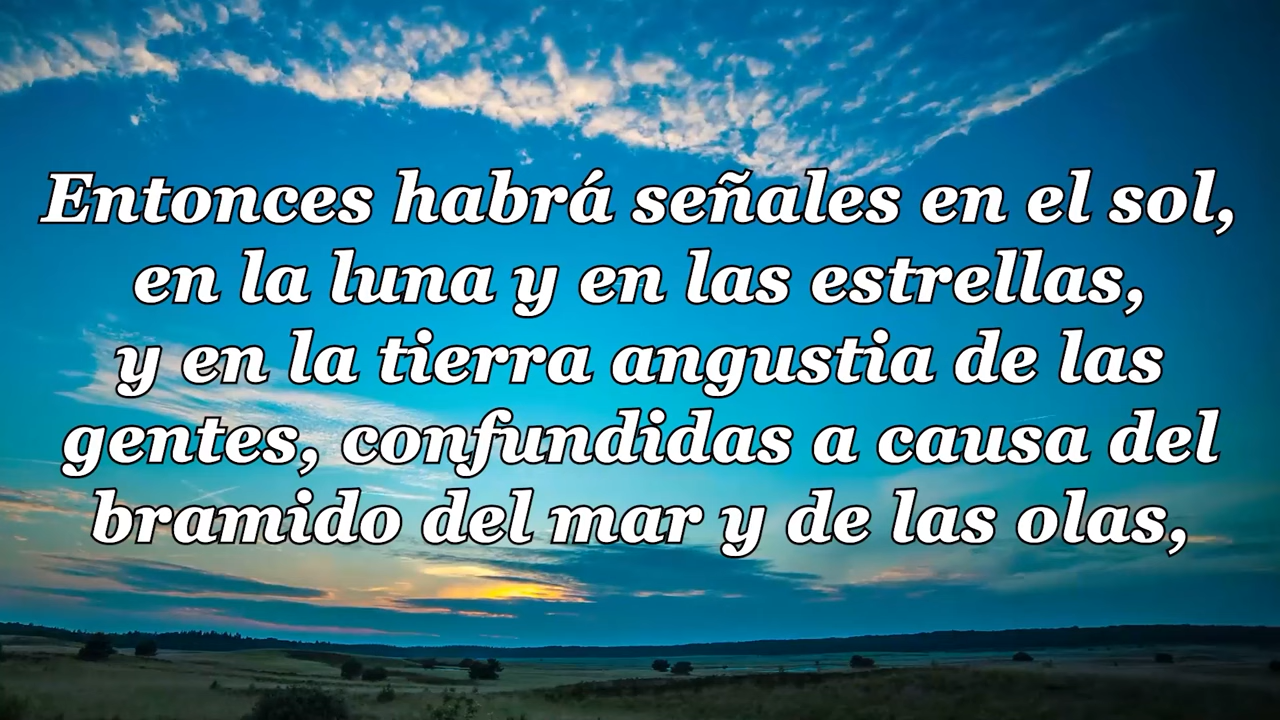 Entonces habrá señales en el sol,
en la luna y en las estrellas,
y en la tierra angustia de las
gentes, confundidas a causa del
bramido del mar y de las olas,